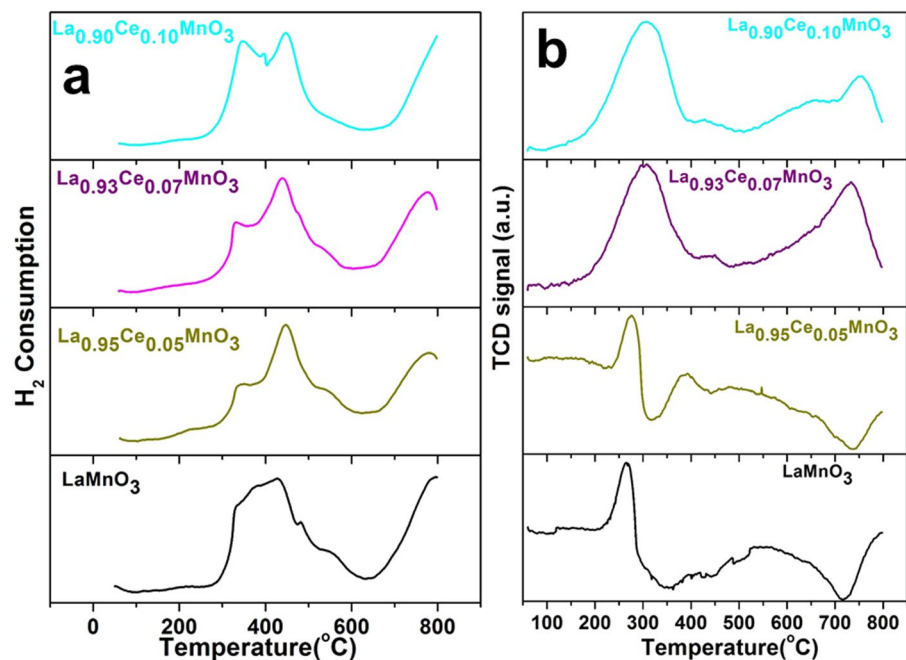 a
La0.90Ce0.10MnO3
La0.93Ce0.07MnO3
La0.95Ce0.05MnO3
LaMnO3
H2 Consumption
0 200 400 600 800
Temperature(oC)
b
La0.90Ce0.10MnO3
La0.93Ce0.07MnO3
La0.95Ce0.05MnO3
LaMnO3
TCD signal (a.u.)
100 200 300 400 500 600 700 800
Temperature(oC)